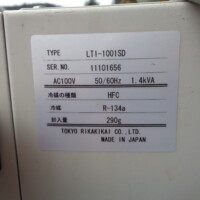 TYPE LTI-1001SD
SER.NO. 11101656
AC100V 50/60Hz 1.4kVA
冷媒の種類 HFC
冷媒 R-134a
封入量 290g
TOKYO RIKAKIKAI CO.,LTD.
MADE IN JAPAN